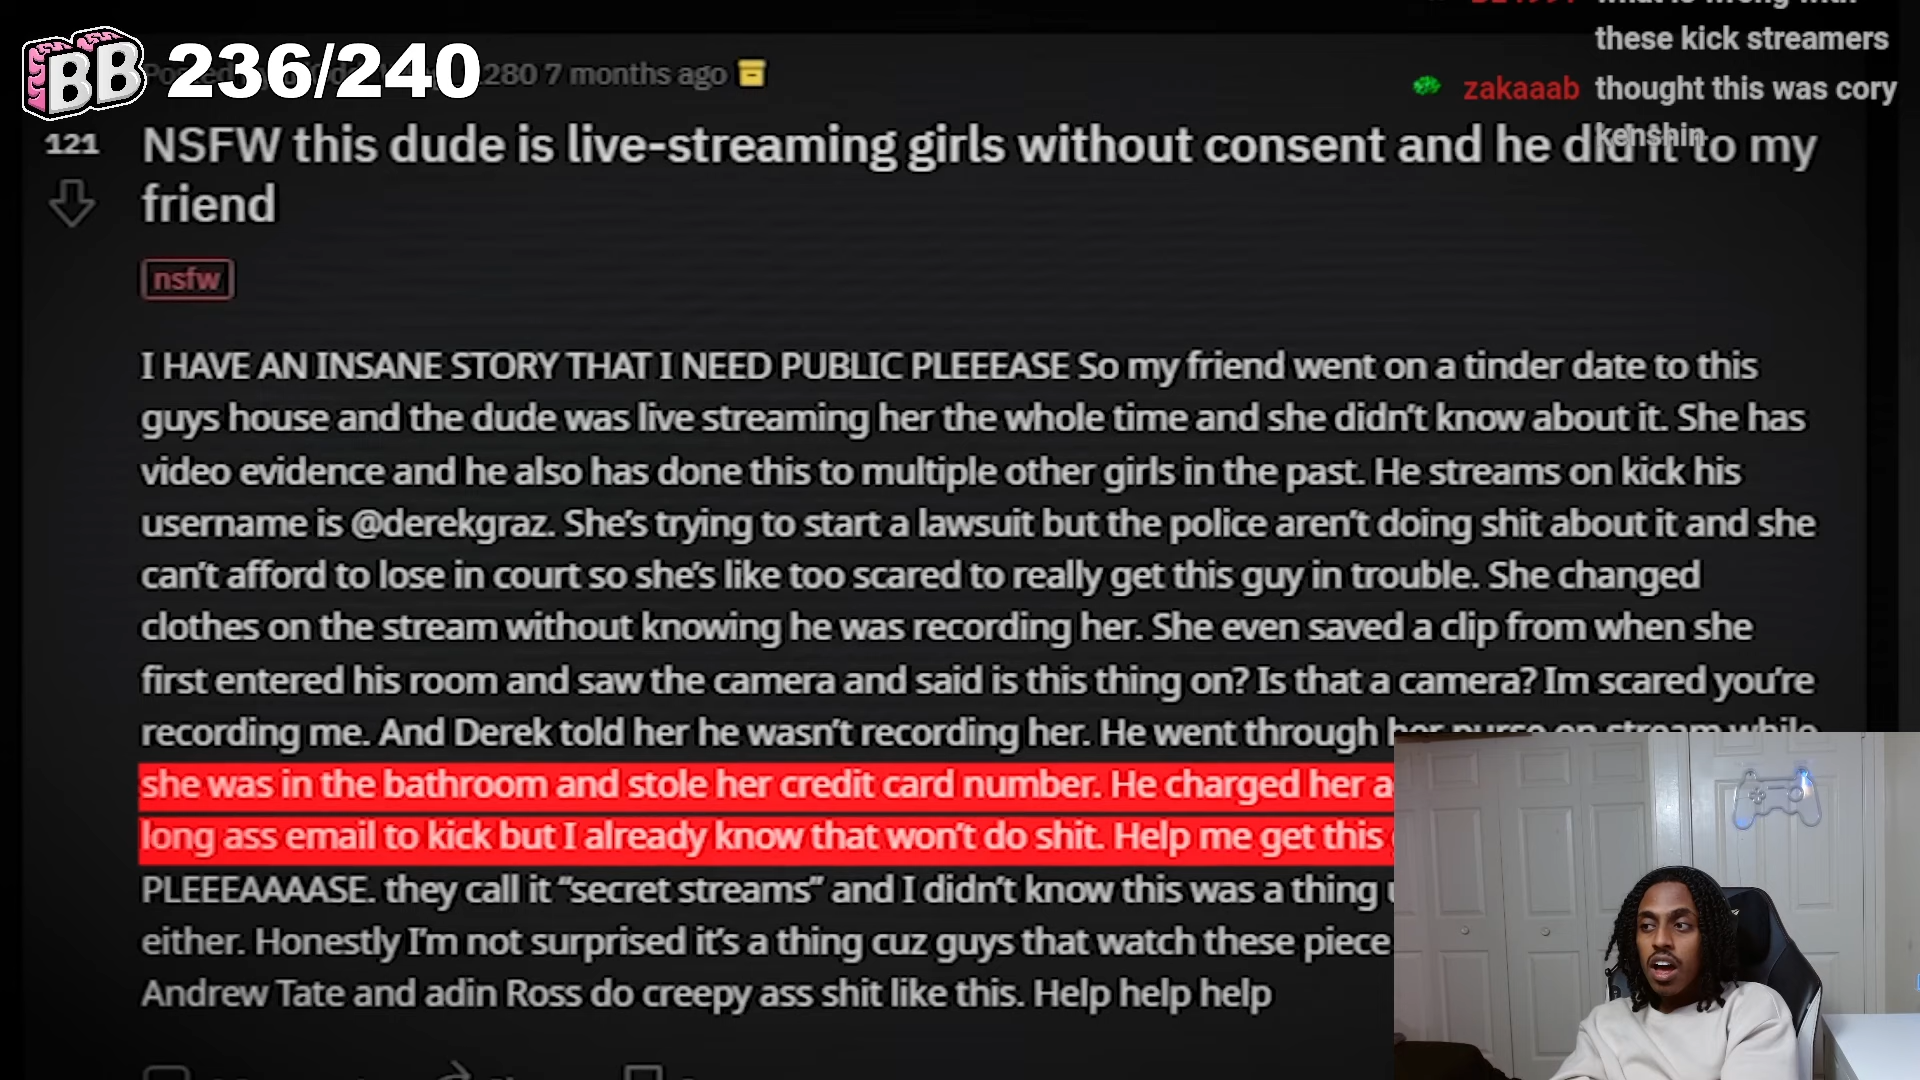 BB 236/240
280 7 months ago
these kick streamers
zakaaab thought this was cory
kenshin
121
NSFW this dude is live-streaming girls without consent and he did it to my
friend
nsfw
I HAVE AN INSANE STORY THAT I NEED PUBLIC PLEEEASE So my friend went on a tinder date to this
guys house and the dude was live streaming her the whole time and she didn't know about it. She has
video evidence and he also has done this to multiple other girls in the past. He streams on kick his
username is @derekgraz. She's trying to start a lawsuit but the police aren't doing shit about it and she
can't afford to lose in court so she's like too scared to really get this guy in trouble. She changed
clothes on the stream without knowing he was recording her. She even saved a clip from when she
first entered his room and saw the camera and said is this thing on? Is that a camera? Im scared you're
recording me. And Derek told her he wasn't recording her. He went through her purse on stream while
she was in the bathroom and stole her credit card number. He charged her a
long ass email to kick but I already know that won't do shit. Help me get this
PLEEEAAAASE. they call it "secret streams" and I didn't know this was a thing
either. Honestly I'm not surprised it's a thing cuz guys that watch these piece
Andrew Tate and adin Ross do creepy ass shit like this. Help help help